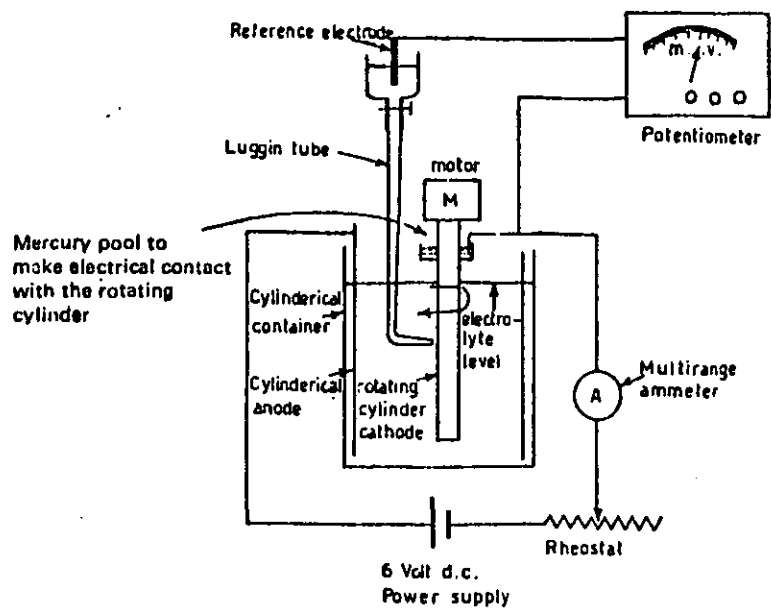 Reference electrode
m.v.
Potentiometer
Luggin tube
motor
M
Mercury pool to
make electrical contact
with the rotating
cylinder
Cylinderical
container
electro-
lyte
level
Cylinderical
anode
rotating
cylinder
cathode
Multirange
ammeter
A
Rheostat
6 Volt d.c.
Power supply